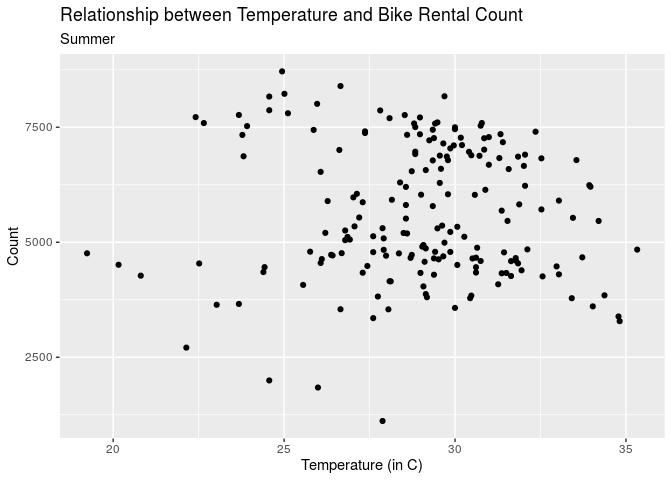 Relationship between Temperature and Bike Rental Count
Summer
7500
5000
2500
Count
20 25 30 35
Temperature (in C)